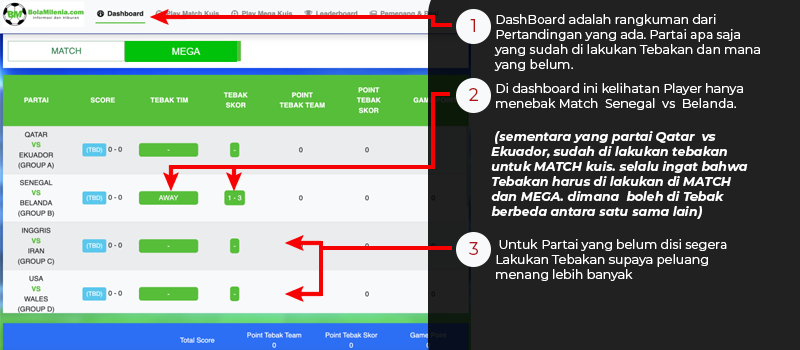 BolaMilenia.com
Informasi dan Hiburan
Dashboard
Play Match Kuis
Play Mega Kuis
Leaderboard
Pemenang &
MATCH
MEGA
PARTAI
SCORE
TEBAK TIM
TEBAK
SKOR
POINT
TEBAK TEAM
POINT
TEBAK
SKOR
QATAR
VS
EKUADOR
(GROUP A)
(TBD) 0 - 0
-
-
0
0
SENEGAL
VS
BELANDA
(GROUP B)
(TBD) 0 - 0
AWAY
1 - 3
0
0
INGGRIS
VS
IRAN
(GROUP C)
(TBD) 0 - 0
-
-
0
USA
VS
WALES
(GROUP D)
(TBD) 0 - 0
-
-
0
Total Score
Point Tebak Team
0
Point Tebak Skor
0
Game Point
0
1
DashBoard adalah rangkuman dari
Pertandingan yang ada. Partai apa saja
yang sudah di lakukan Tebakan dan mana
yang belum.
2
Di dashboard ini kelihatan Player hanya
menebak Match Senegal vs Belanda.
(sementara yang partai Qatar vs
Ekuador, sudah di lakukan tebakan
untuk MATCH kuis. selalu ingat bahwa
Tebakan harus di lakukan di MATCH
dan MEGA. dimana boleh di Tebak
berbeda antara satu sama lain)
3
Untuk Partai yang belum disi segera
Lakukan Tebakan supaya peluang
menang lebih banyak